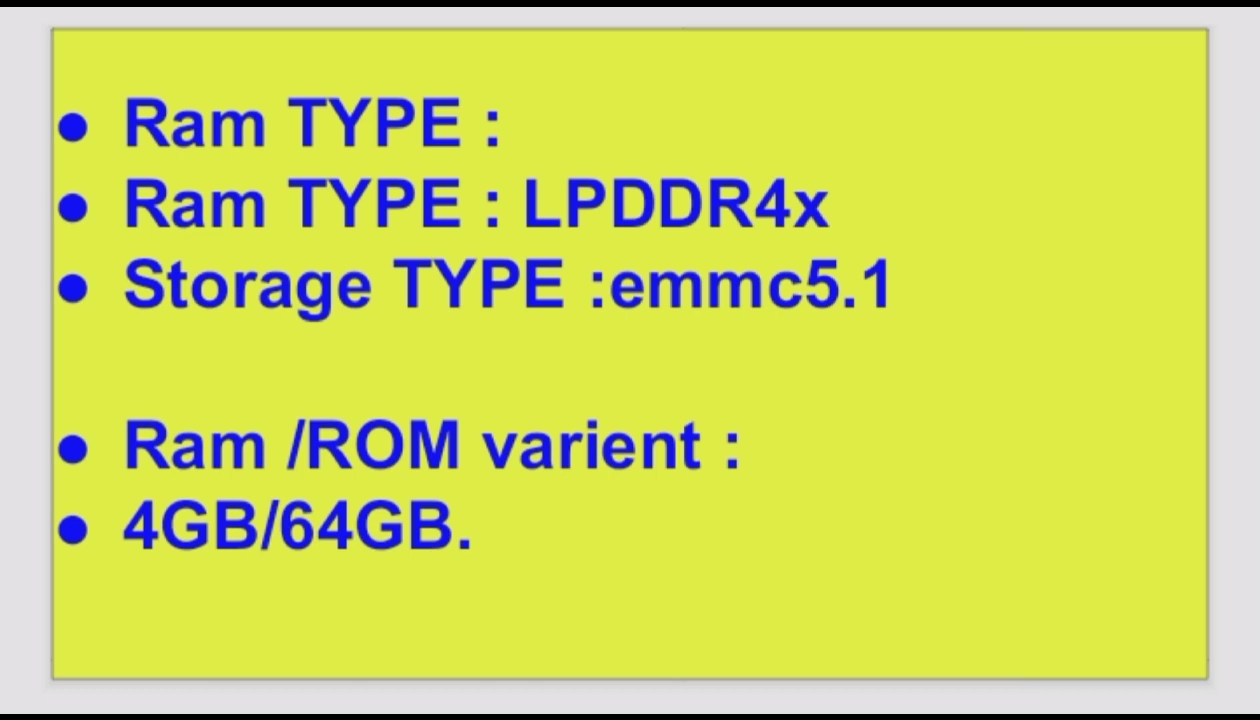 ● Ram TYPE :
● Ram TYPE : LPDDR4x
● Storage TYPE :emmc5.1
● Ram /ROM varient :
● 4GB/64GB.